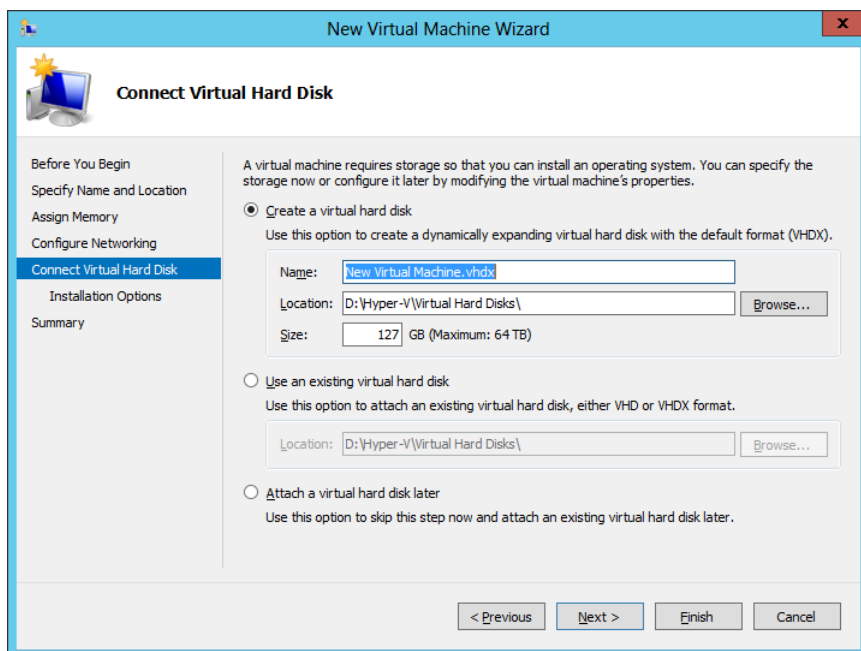 New Virtual Machine Wizard
x
Connect Virtual Hard Disk
Before You Begin
Specify Name and Location
Assign Memory
Configure Networking
Connect Virtual Hard Disk
Installation Options
Summary
A virtual machine requires storage so that you can install an operating system. You can specify the
storage now or configure it later by modifying the virtual machine's properties.
Create a virtual hard disk
Use this option to create a dynamically expanding virtual hard disk with the default format (VHDX).
Name: New Virtual Machine.vhdx
Location: D:\Hyper-V\Virtual Hard Disks\ Browse...
Size: 127 GB (Maximum: 64 TB)
Use an existing virtual hard disk
Use this option to attach an existing virtual hard disk, either VHD or VHDX format.
Location: D:\Hyper-V\Virtual Hard Disks\ Browse...
Attach a virtual hard disk later
Use this option to skip this step now and attach an existing virtual hard disk later.
< Previous Next > Finish Cancel